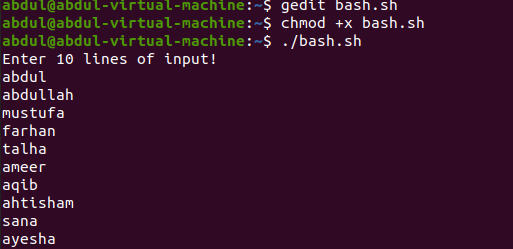 abdul@abdul-virtual-machine:~$ gedit bash.sh
abdul@abdul-virtual-machine:~$ chmod +x bash.sh
abdul@abdul-virtual-machine:~$ ./bash.sh
Enter 10 lines of input!
abdul
abdullah
mustufa
farhan
talha
ameer
aqib
ahtisham
sana
ayesha